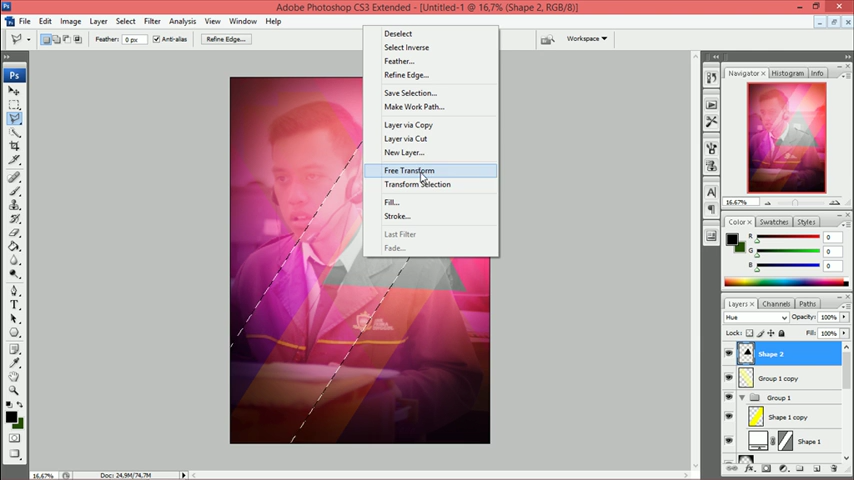 Adobe Photoshop CS3 Extended - [Untitled-1 @ 16,7% (Shape 2, RGB/8)]
File Edit Image Layer Select Filter Analysis View Window Help
Feather: 0 px Anti-alias Refine Edge... Workspace
Ps
Deselect
Select Inverse
Feather...
Refine Edge...
Save Selection...
Make Work Path...
Layer via Copy
Layer via Cut
New Layer...
Free Transform
Transform Selection
Fill...
Stroke...
Last Filter
Fade...
Navigator Histogram Info
16.67%
Color Swatches Styles
R 0
G 0
B 0
Layers Channels Paths
Hue Opacity: 100%
Lock: Fill: 100%
Shape 2
Group 1 copy
Group 1
Shape 1 copy
Shape 1
16,67% Doc: 24,9M/74,7M